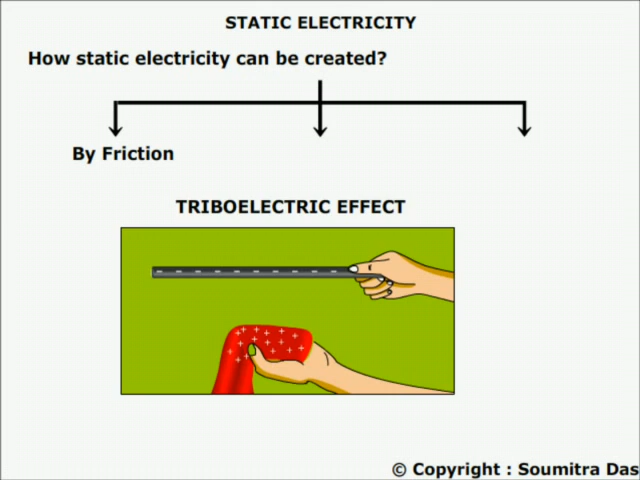 STATIC ELECTRICITY
How static electricity can be created?
By Friction
TRIBOELECTRIC EFFECT
© Copyright : Soumitra Das